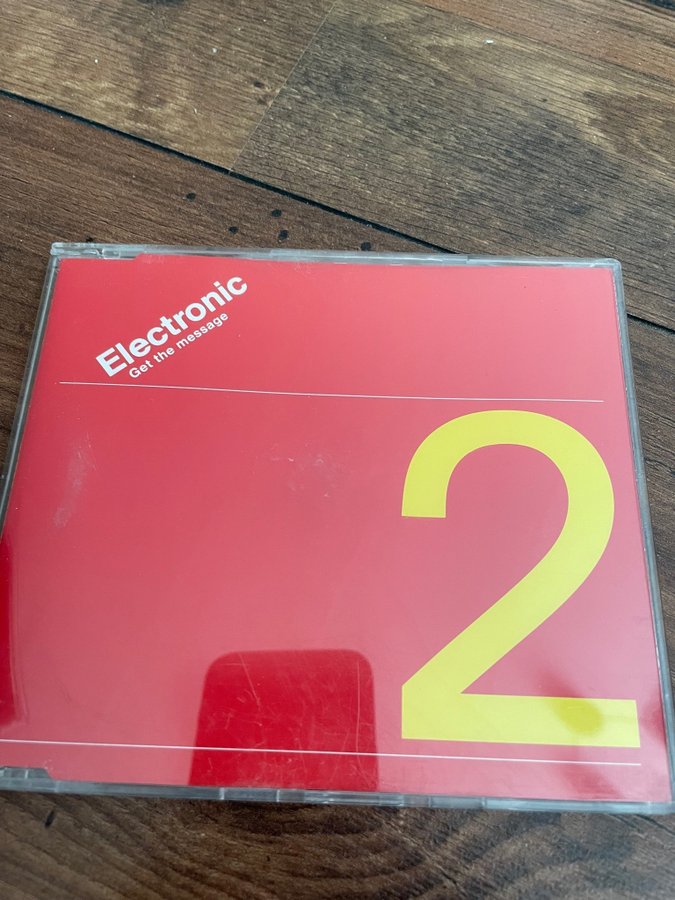 Electronic
Get the message
2